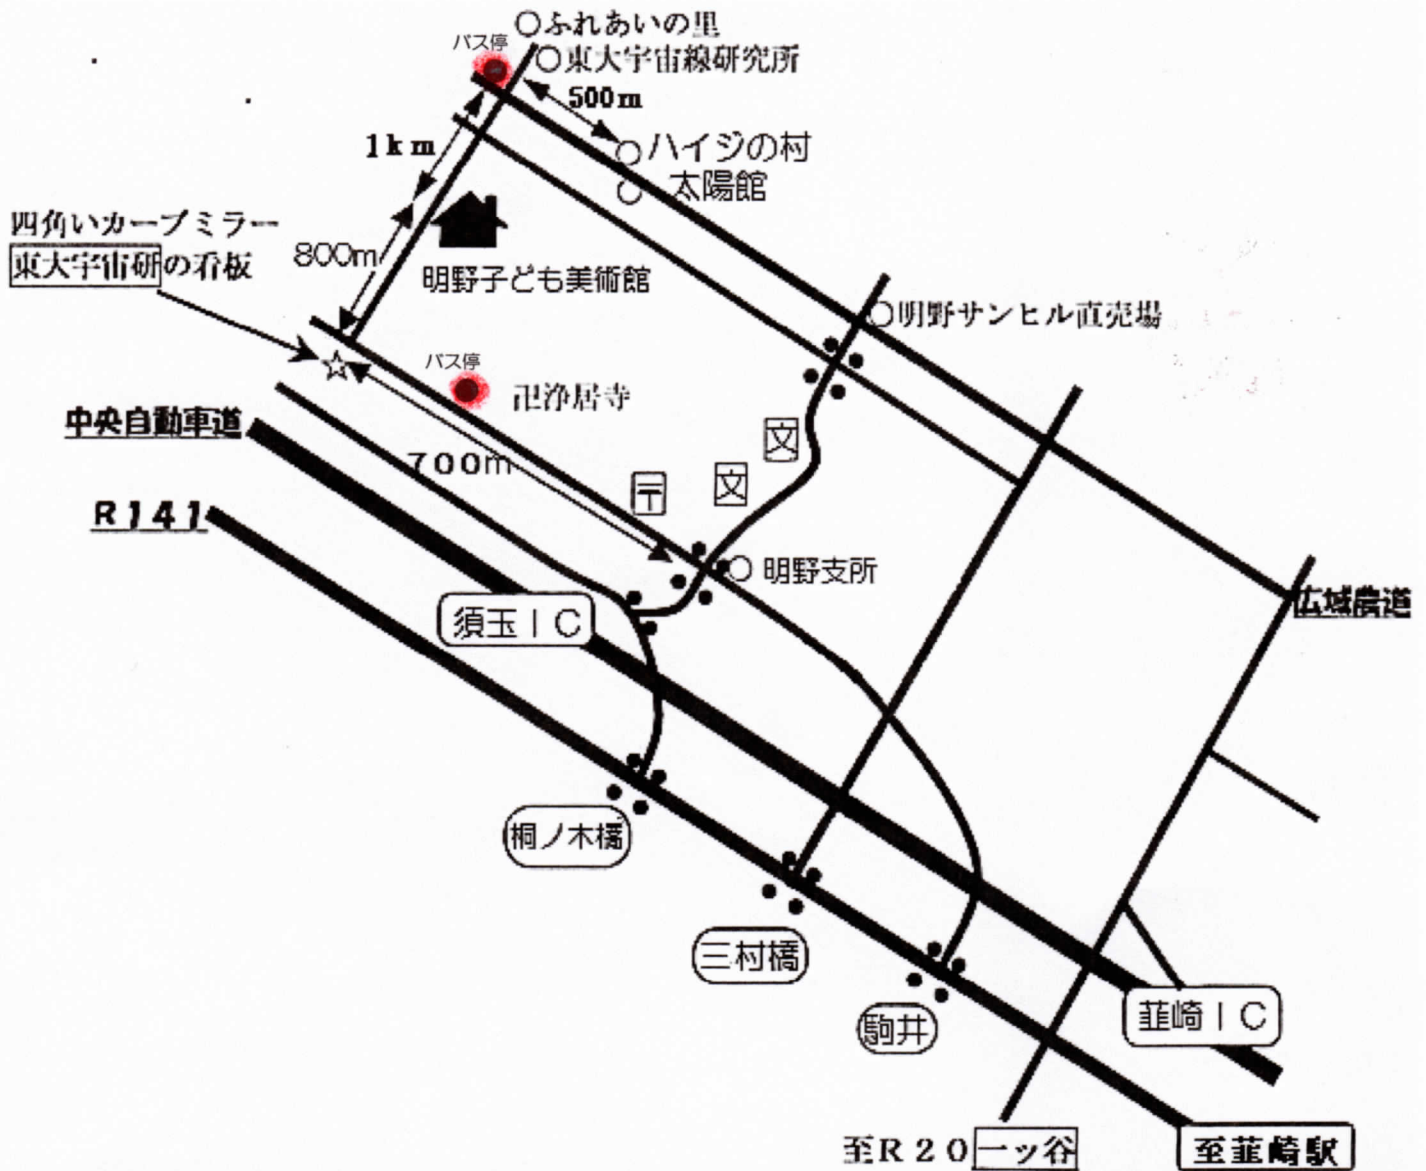 ○ふれあいの里
バス停
○東大宇宙線研究所
500m
1km
○ハイジの村
○太陽館
四角いカーブミラー
東大宇宙研の看板
800m
明野子ども美術館
○明野サンヒル直売場
バス停
卍浄居寺
中央自動車道
文
700m
〒
文
R141
○明野支所
須玉IC
広域農道
桐ノ木橋
三村橋
韮崎IC
駒井
至R20一ッ谷
至韮崎駅